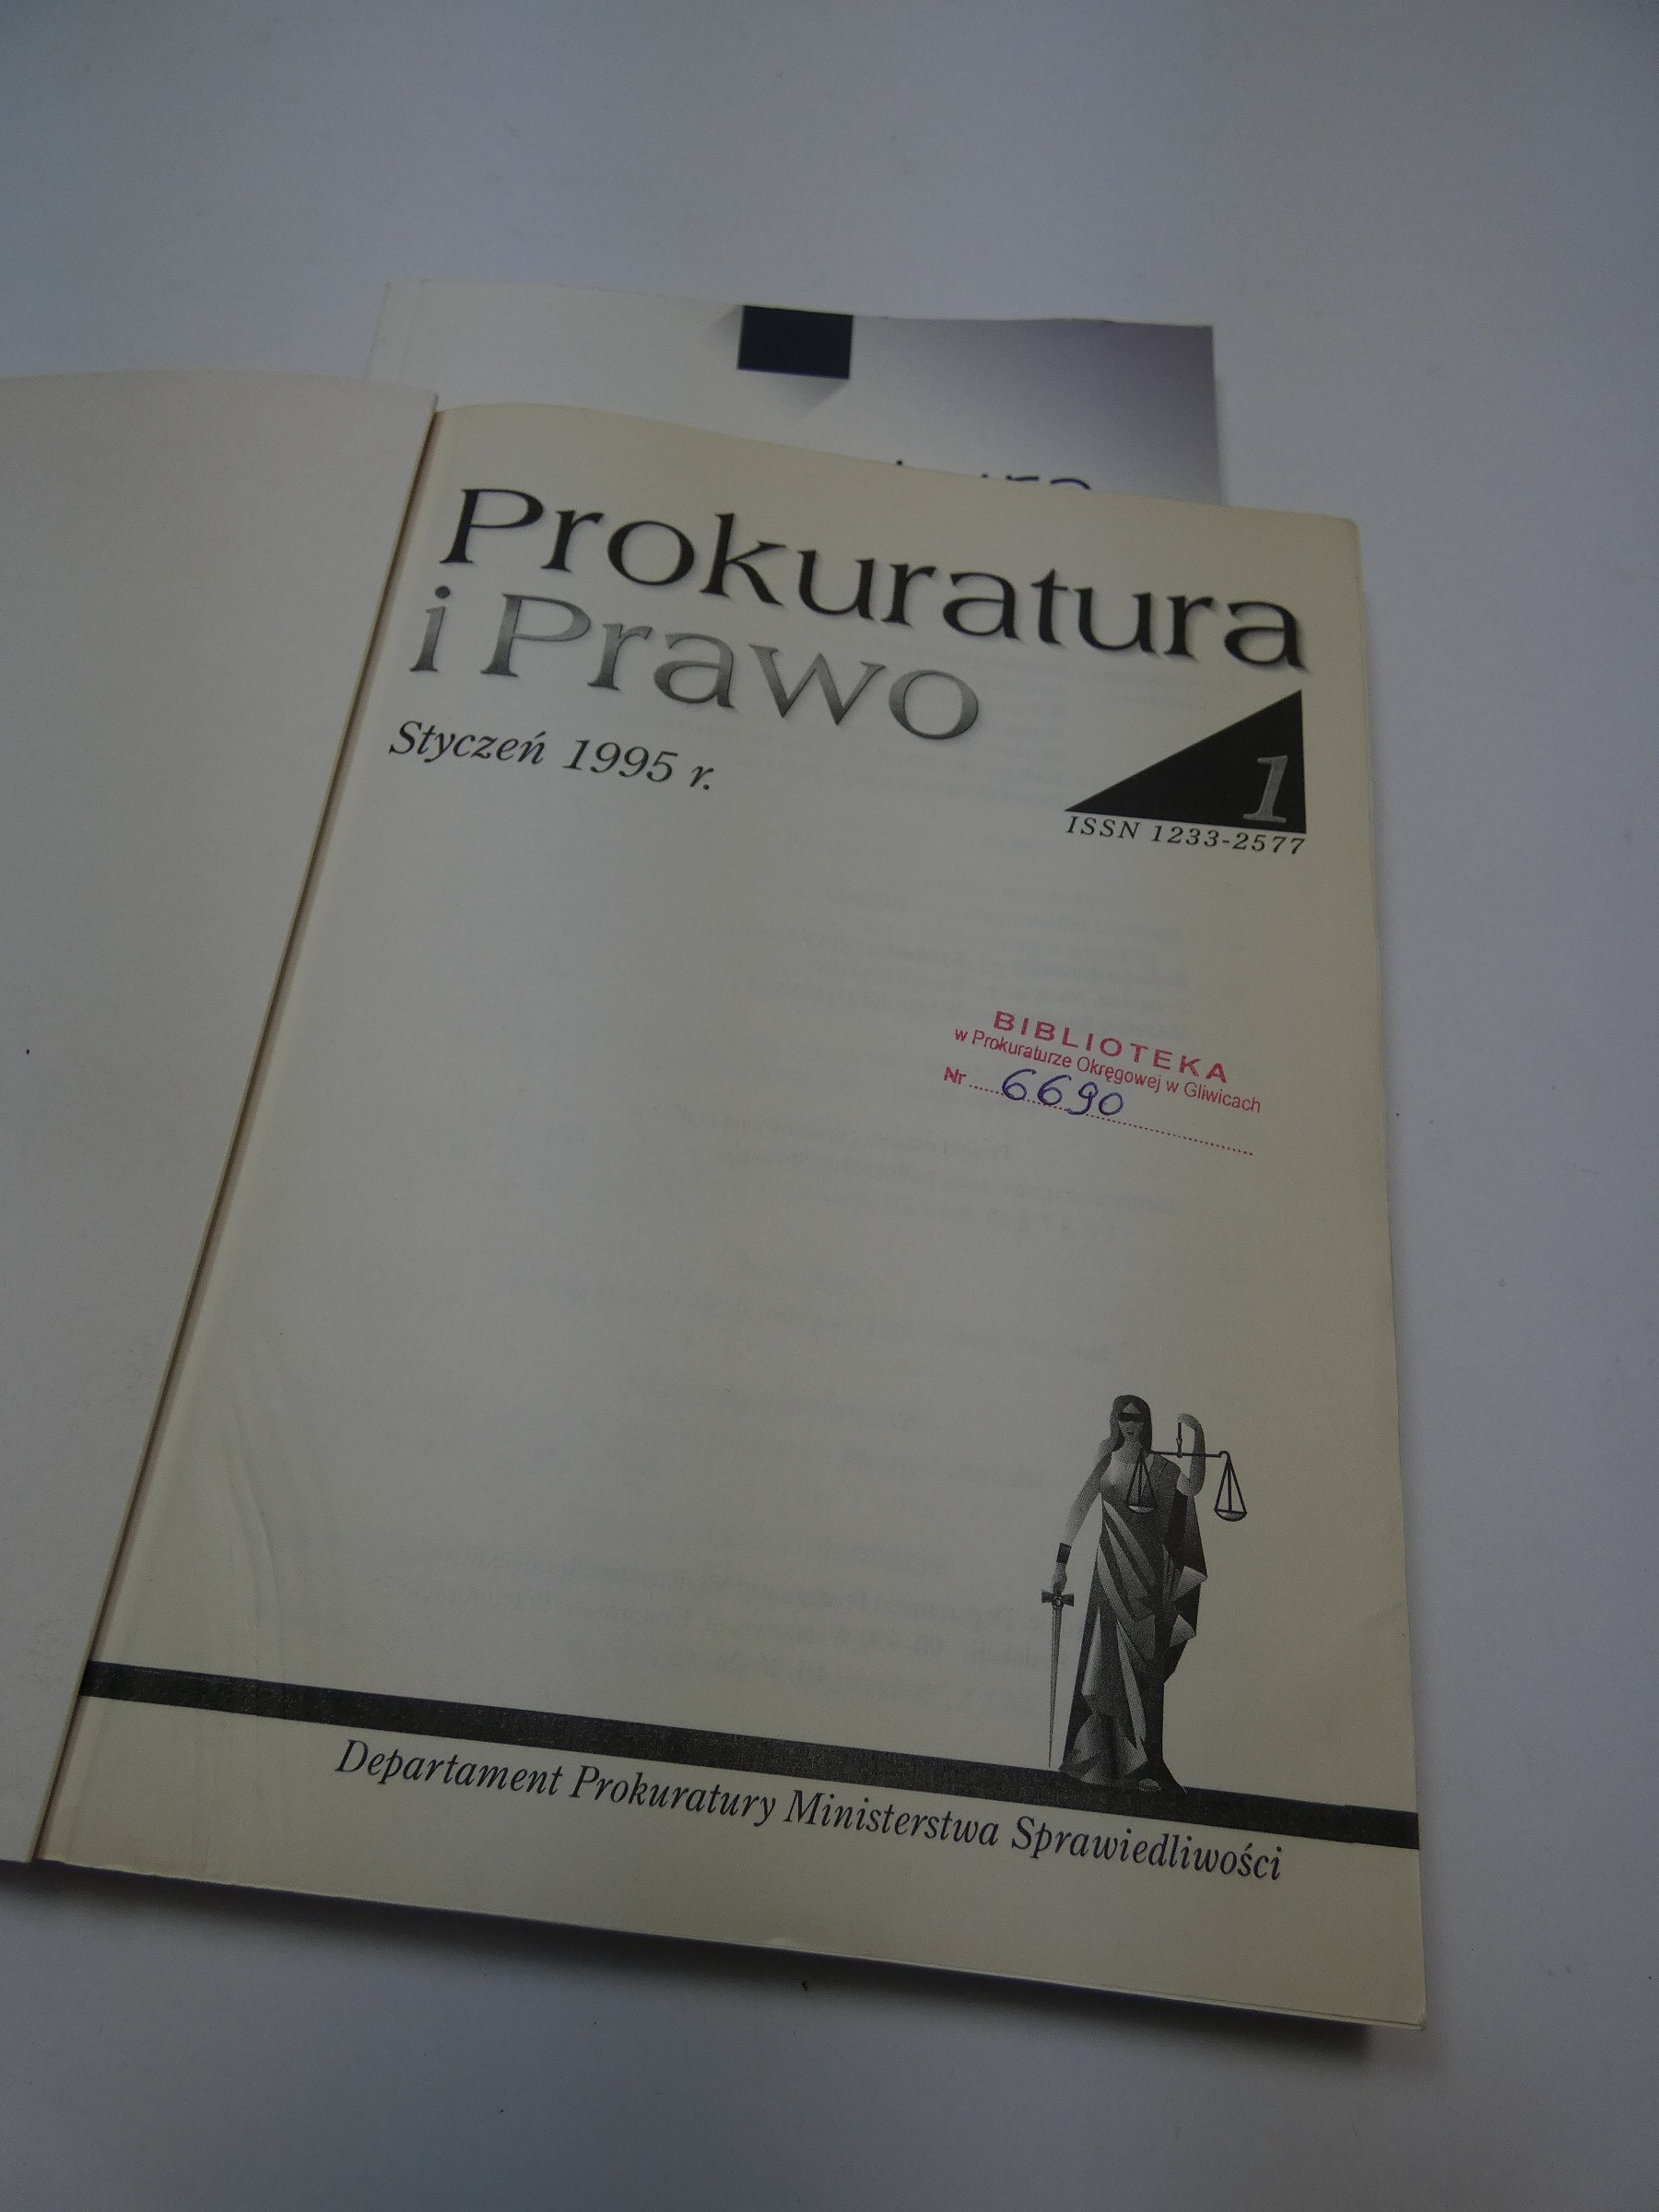 Prokuratura
i Prawo
Styczeń 1995 r.
1
ISSN 1233-2577
BIBLIOTEKA
w Prokuraturze Okręgowej w Gliwicach
Nr ..... 6690
Departament Prokuratury Ministerstwa Sprawiedliwości